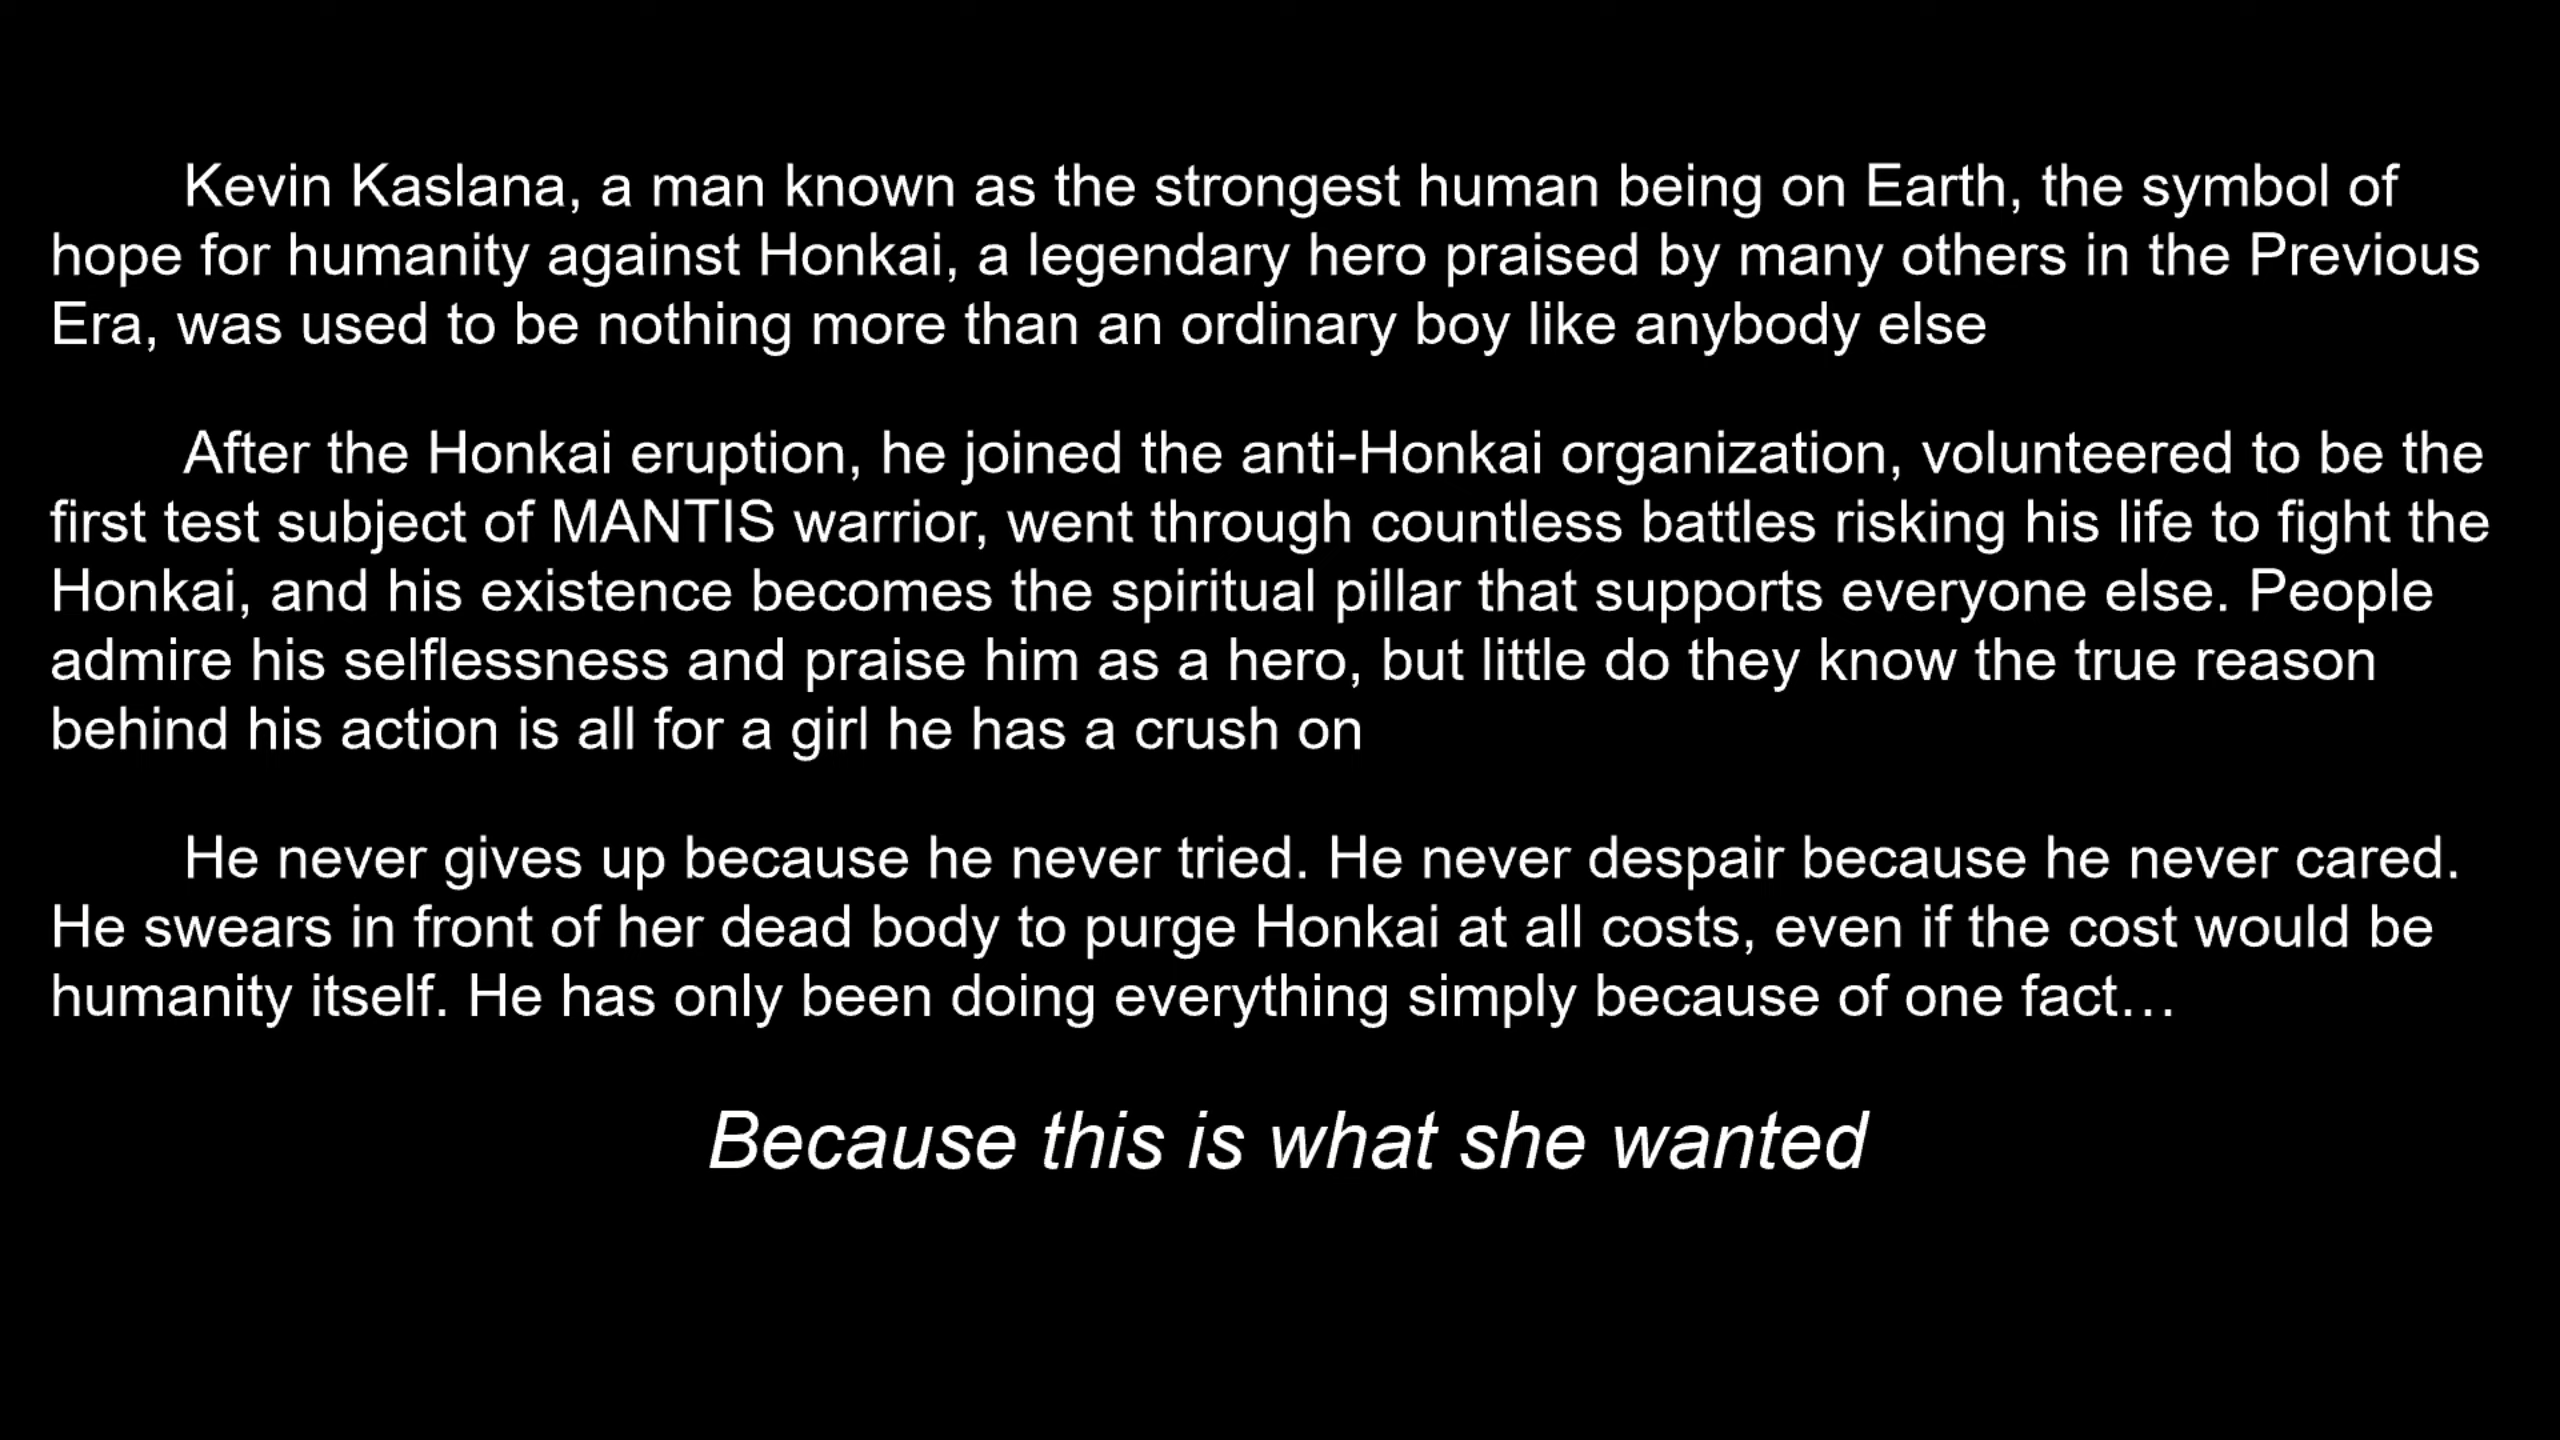 Kevin Kaslana, a man known as the strongest human being on Earth, the symbol of
hope for humanity against Honkai, a legendary hero praised by many others in the Previous
Era, was used to be nothing more than an ordinary boy like anybody else
After the Honkai eruption, he joined the anti-Honkai organization, volunteered to be the
first test subject of MANTIS warrior, went through countless battles risking his life to fight the
Honkai, and his existence becomes the spiritual pillar that supports everyone else. People
admire his selflessness and praise him as a hero, but little do they know the true reason
behind his action is all for a girl he has a crush on
He never gives up because he never tried. He never despair because he never cared.
He swears in front of her dead body to purge Honkai at all costs, even if the cost would be
humanity itself. He has only been doing everything simply because of one fact…
Because this is what she wanted